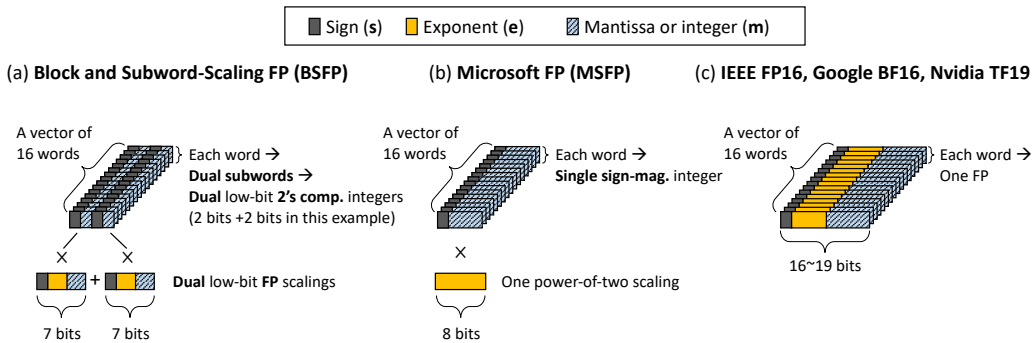 Sign (s) Exponent (e) Mantissa or integer (m)
(a) Block and Subword-Scaling FP (BSFP)
A vector of
16 words
Each word →
Dual subwords →
Dual low-bit 2's comp. integers
(2 bits +2 bits in this example)
× ×
+
Dual low-bit FP scalings
7 bits 7 bits
(b) Microsoft FP (MSFP)
A vector of
16 words
Each word →
Single sign-mag. integer
×
One power-of-two scaling
8 bits
(c) IEEE FP16, Google BF16, Nvidia TF19
A vector of
16 words
Each word →
One FP
16~19 bits